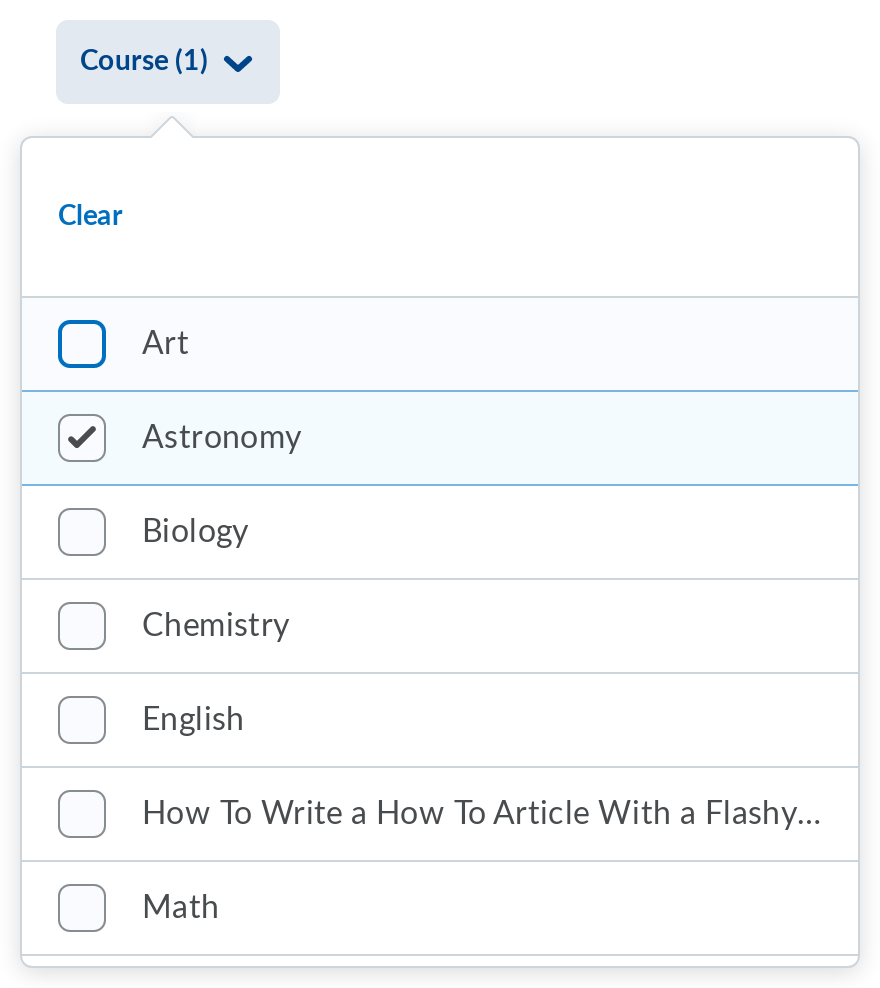 Course (1)
Clear
Art
Astronomy
Biology
Chemistry
English
How To Write a How To Article With a Flashy...
Math